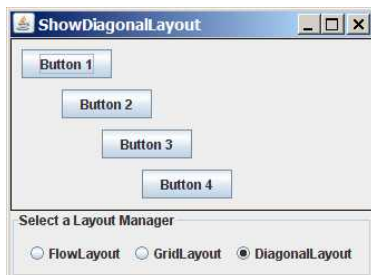 ShowDiagonalLayout
Button 1
Button 2
Button 3
Button 4
Select a Layout Manager
FlowLayout GridLayout DiagonalLayout